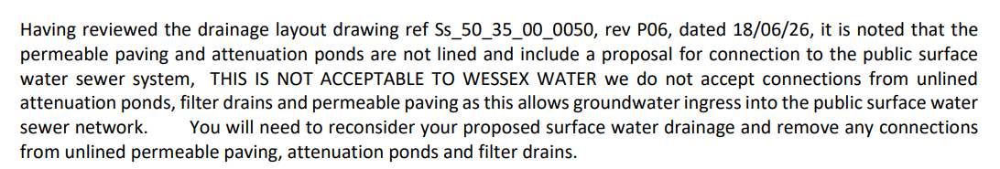 Having reviewed the drainage layout drawing ref Ss_50_35_00_0050, rev P06, dated 18/06/26, it is noted that the
permeable paving and attenuation ponds are not lined and include a proposal for connection to the public surface
water sewer system,  THIS IS NOT ACCEPTABLE TO WESSEX WATER we do not accept connections from unlined
attenuation ponds, filter drains and permeable paving as this allows groundwater ingress into the public surface water
sewer network.      You will need to reconsider your proposed surface water drainage and remove any connections
from unlined permeable paving, attenuation ponds and filter drains.